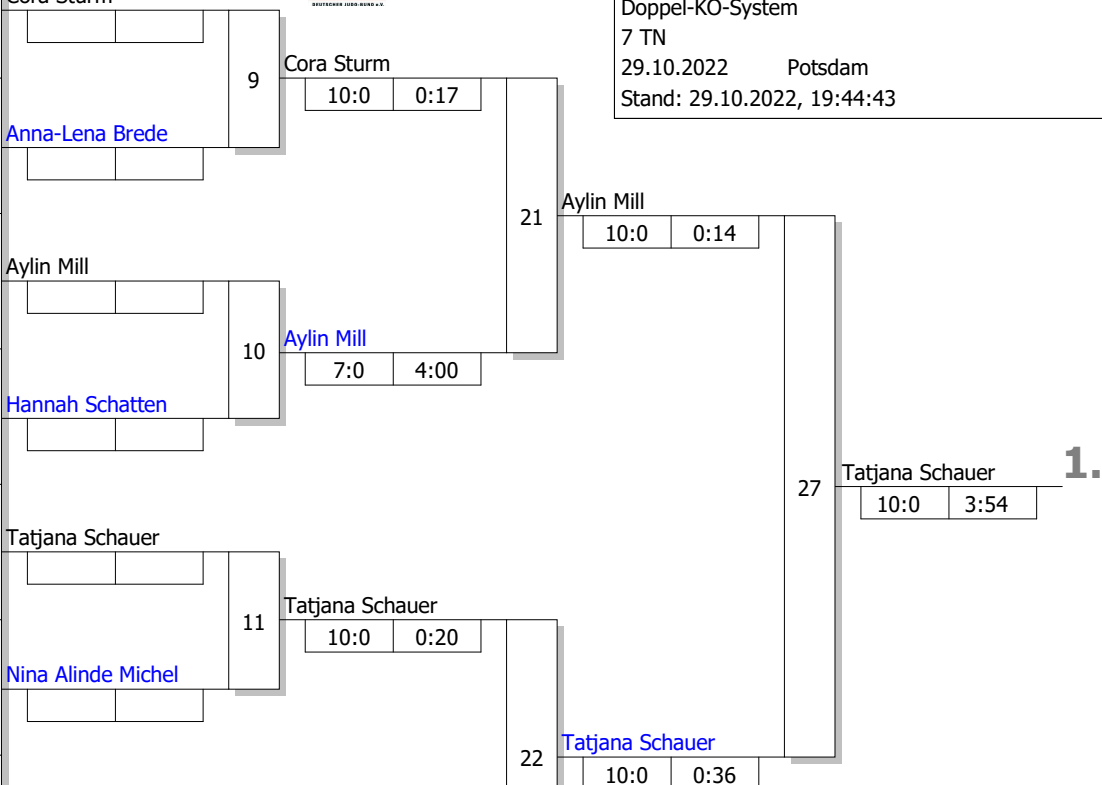 Cora Sturm
DEUTSCHER JUDO-BUND e.V.
Doppel-KO-System
7 TN
29.10.2022 Potsdam
Stand: 29.10.2022, 19:44:43
9
Cora Sturm
10:0 0:17
Anna-Lena Brede
21
Aylin Mill
10:0 0:14
Aylin Mill
10
Aylin Mill
7:0 4:00
Hannah Schatten
27
Tatjana Schauer
1.
10:0 3:54
Tatjana Schauer
11
Tatjana Schauer
10:0 0:20
Nina Alinde Michel
22
Tatjana Schauer
10:0 0:36